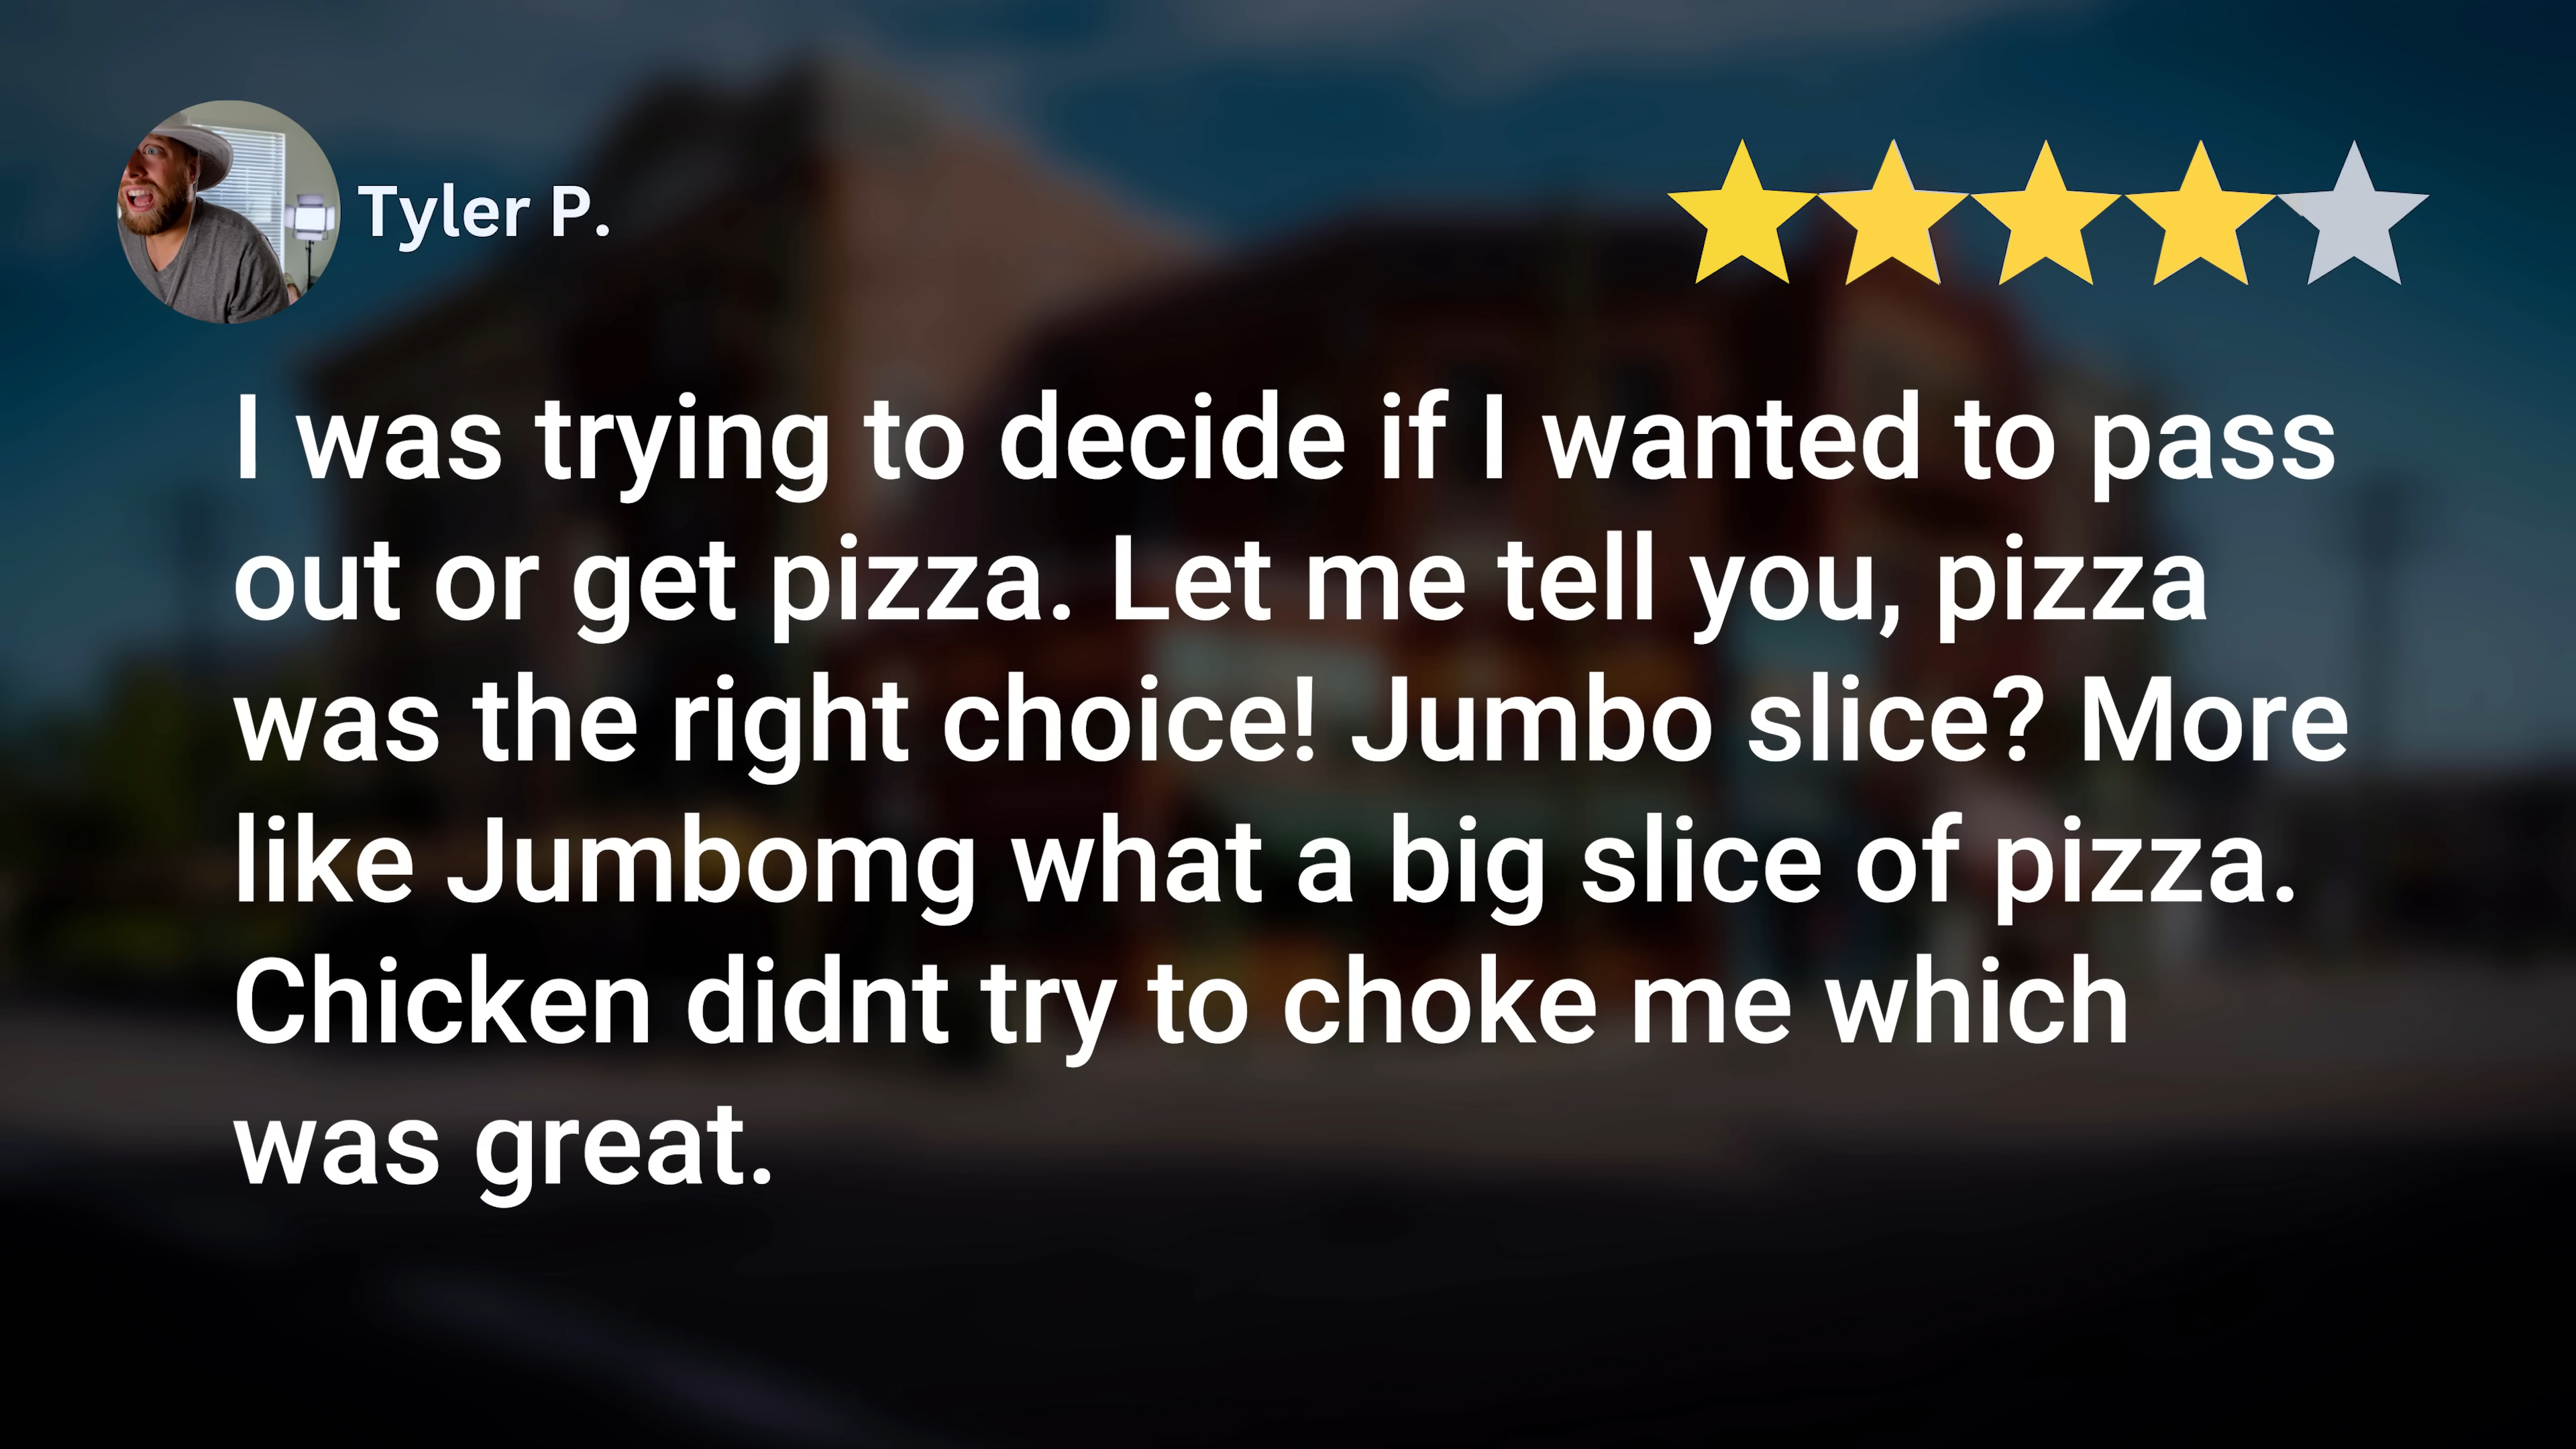 Tyler P.
I was trying to decide if I wanted to pass
out or get pizza. Let me tell you, pizza
was the right choice! Jumbo slice? More
like Jumbomg what a big slice of pizza.
Chicken didnt try to choke me which
was great.